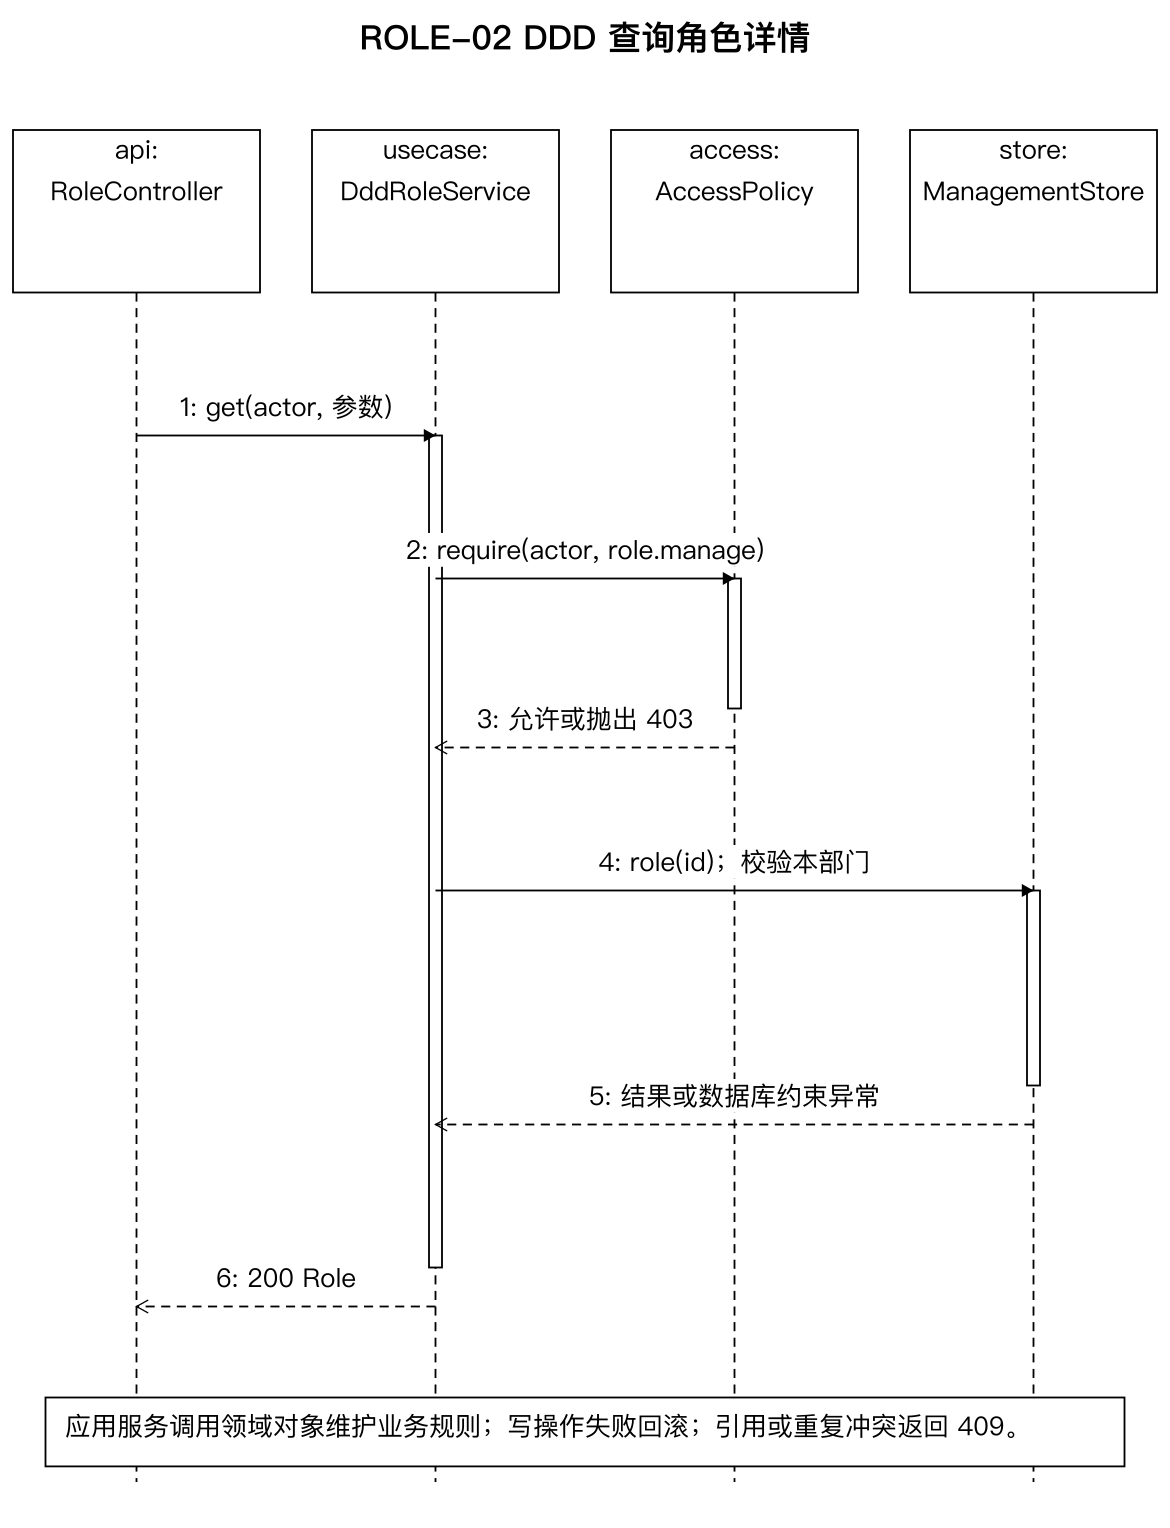 ROLE-02 DDD 查询角色详情
api:
RoleController
usecase:
DddRoleService
access:
AccessPolicy
store:
ManagementStore
1: get(actor, 参数)
2: require(actor, role.manage)
3: 允许或抛出 403
4: role(id)；校验本部门
5: 结果或数据库约束异常
6: 200 Role
应用服务调用领域对象维护业务规则；写操作失败回滚；引用或重复冲突返回 409。